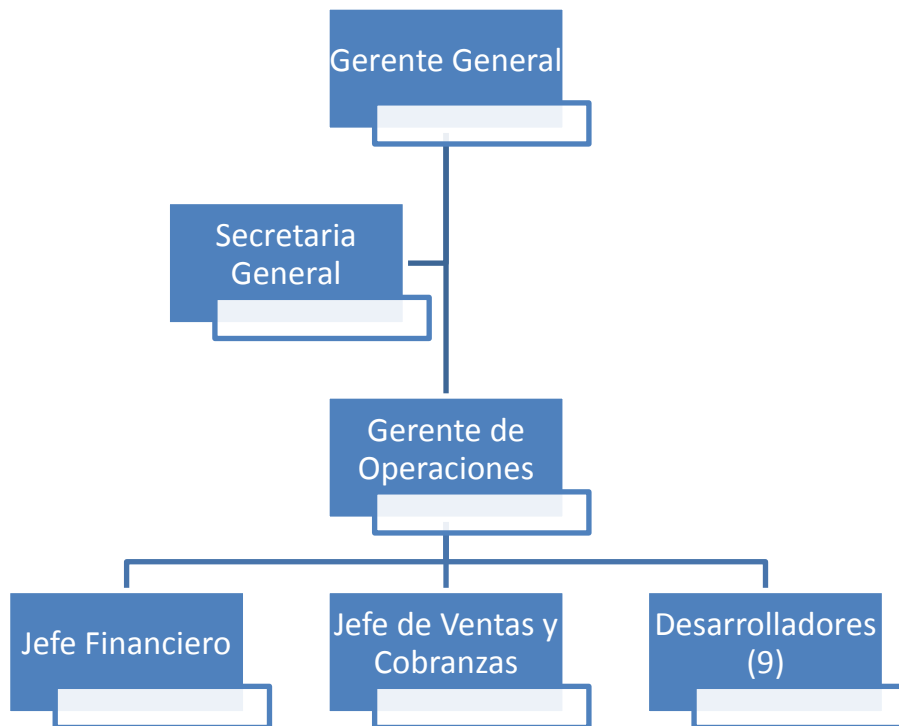 Gerente General
Secretaria
General
Gerente de
Operaciones
Jefe Financiero
Jefe de Ventas y
Cobranzas
Desarrolladores
(9)